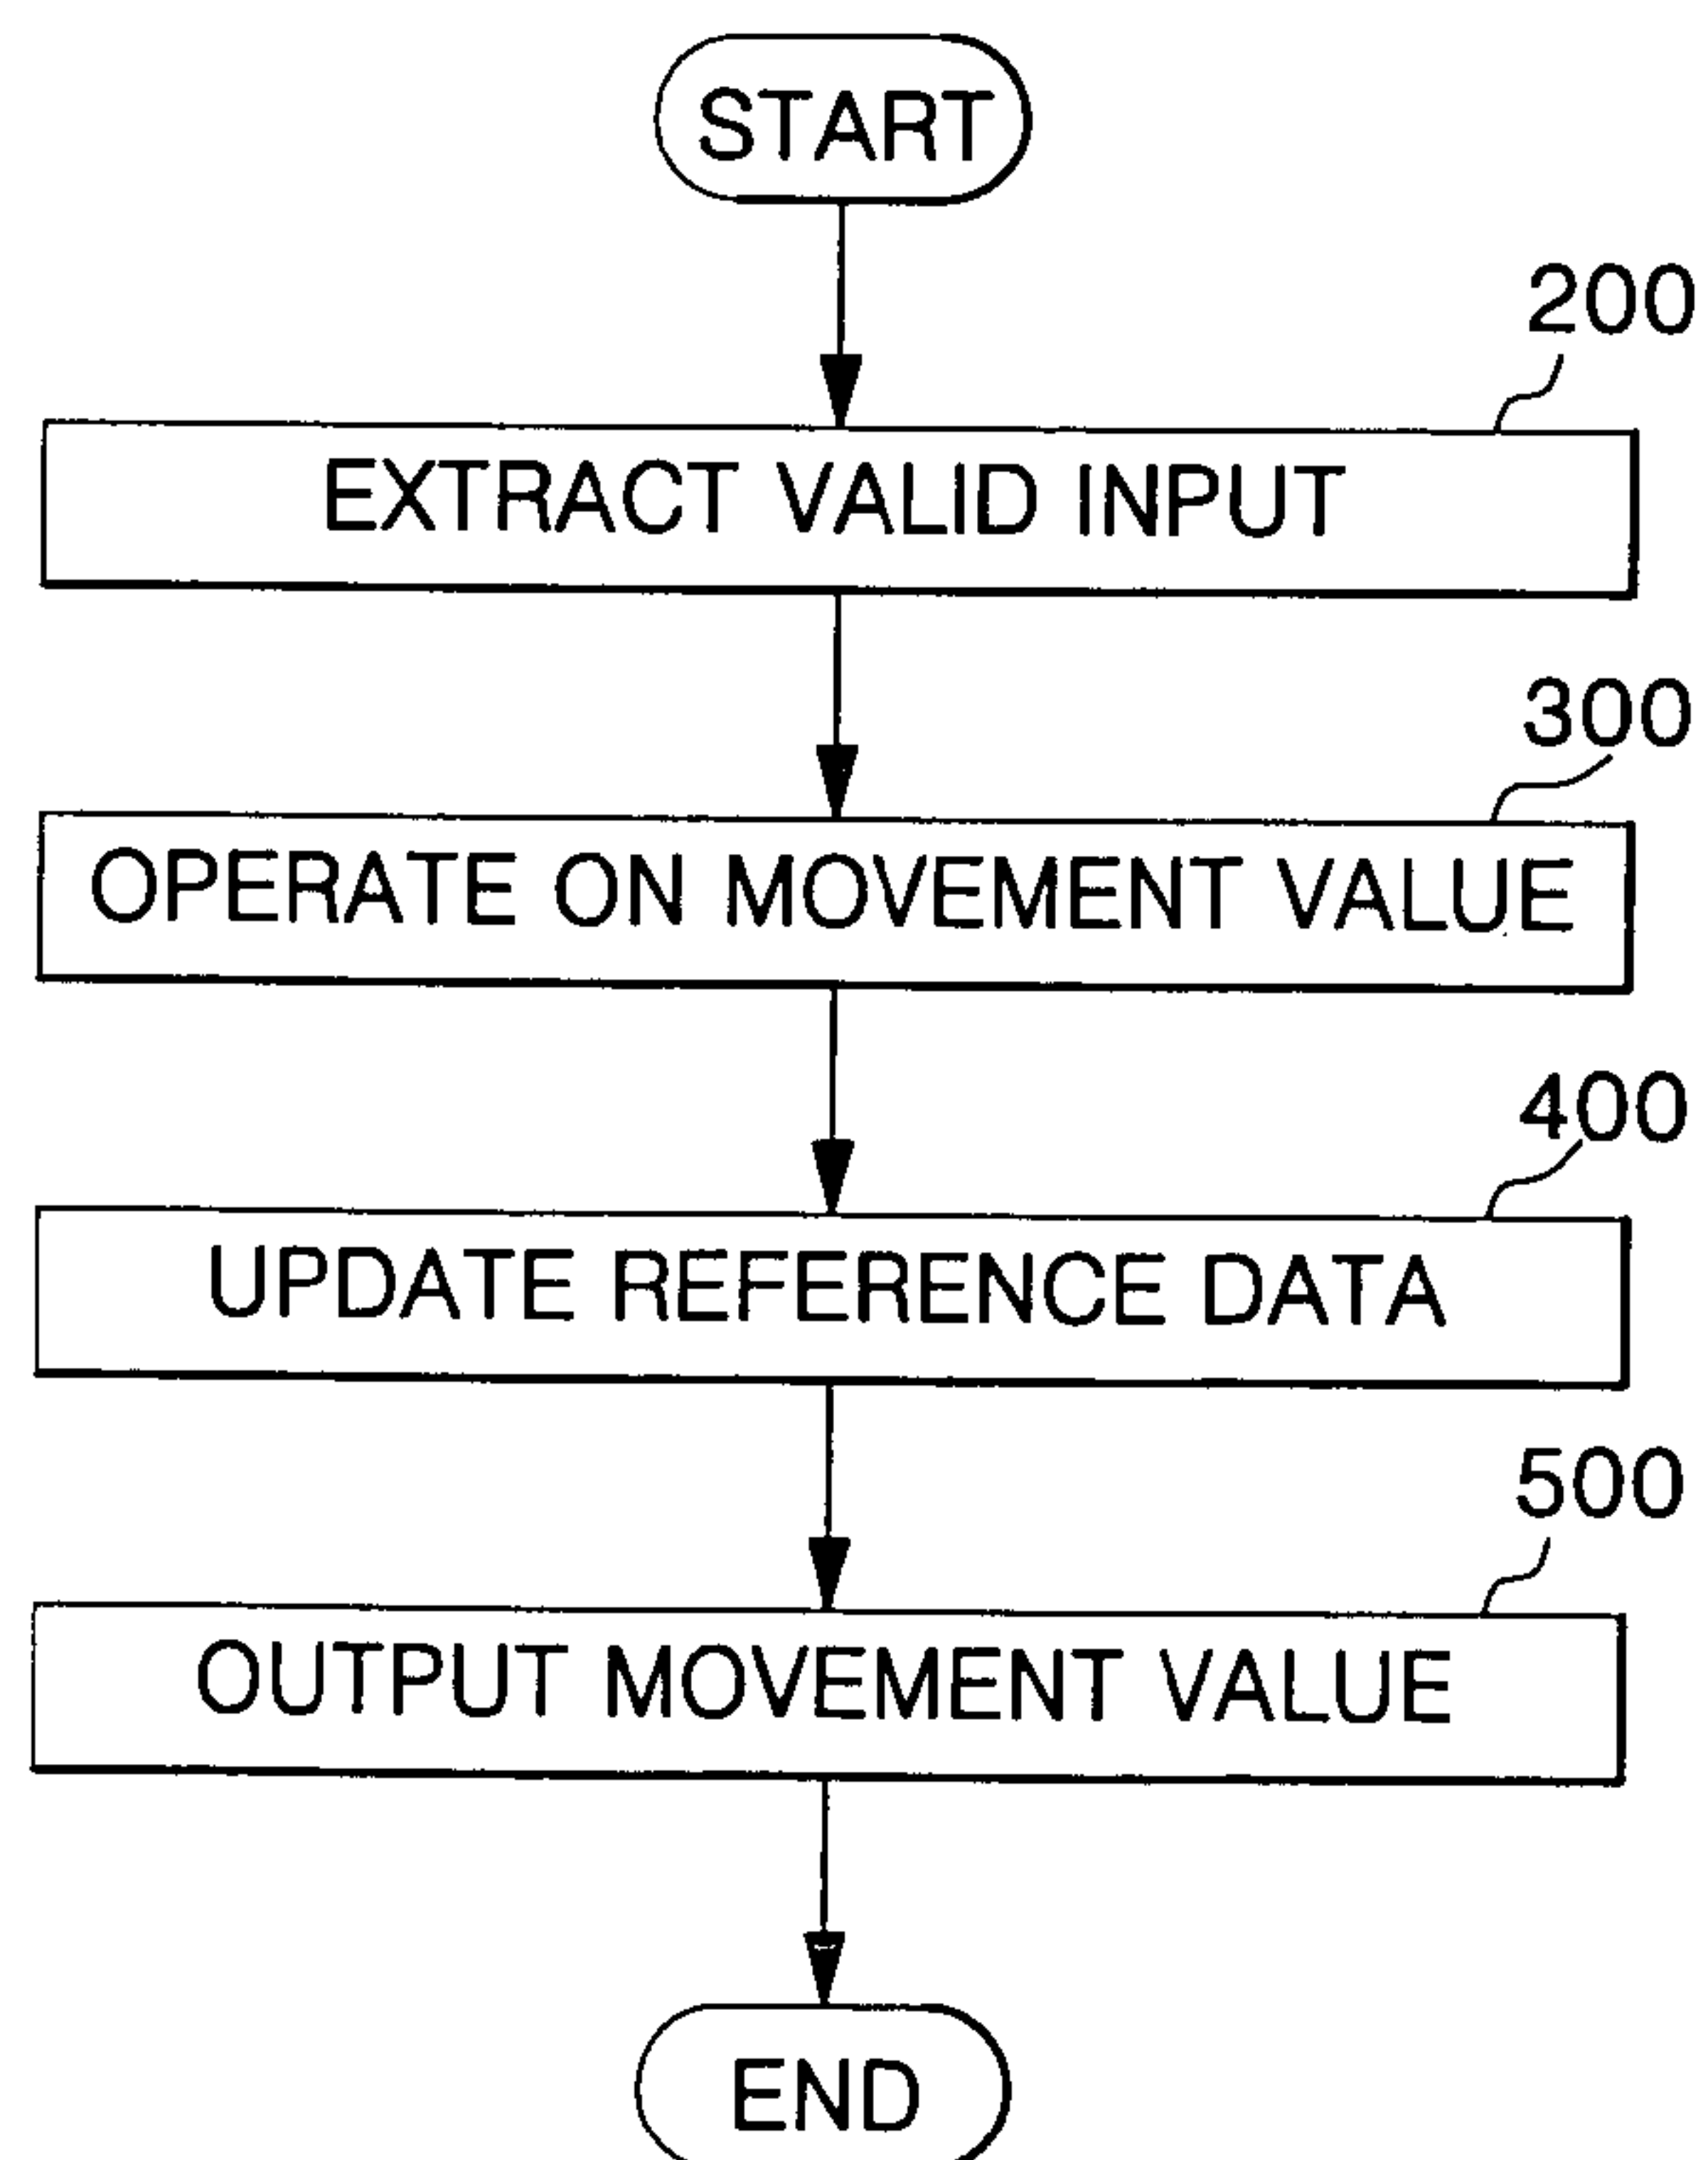 START
200
EXTRACT VALID INPUT
300
OPERATE ON MOVEMENT VALUE
400
UPDATE REFERENCE DATA
500
OUTPUT MOVEMENT VALUE
END